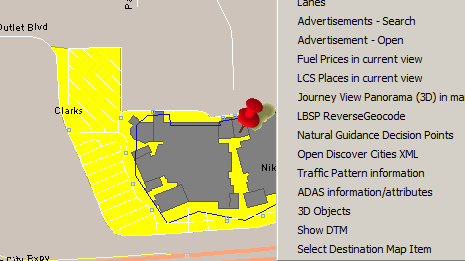 Lanes
Advertisements - Search
Advertisement - Open
Fuel Prices in current view
LCS Places in current view
Journey View Panorama (3D) in ma
LBSP ReverseGeocode
Natural Guidance Decision Points
Open Discover Cities XML
Traffic Pattern information
ADAS information/attributes
3D Objects
Show DTM
Select Destination Map Item
Outlet Blvd
Pa
Clarks
Nik
City Expy